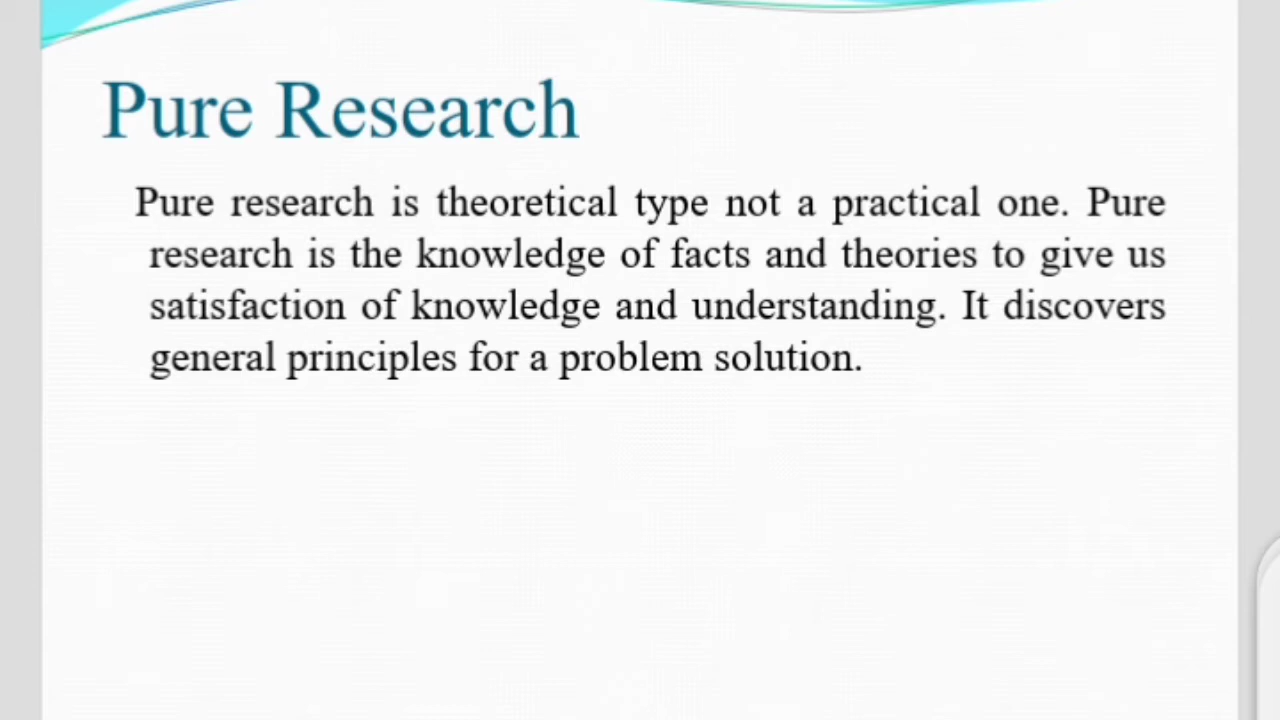 Pure Research
Pure research is theoretical type not a practical one. Pure
research is the knowledge of facts and theories to give us
satisfaction of knowledge and understanding. It discovers
general principles for a problem solution.